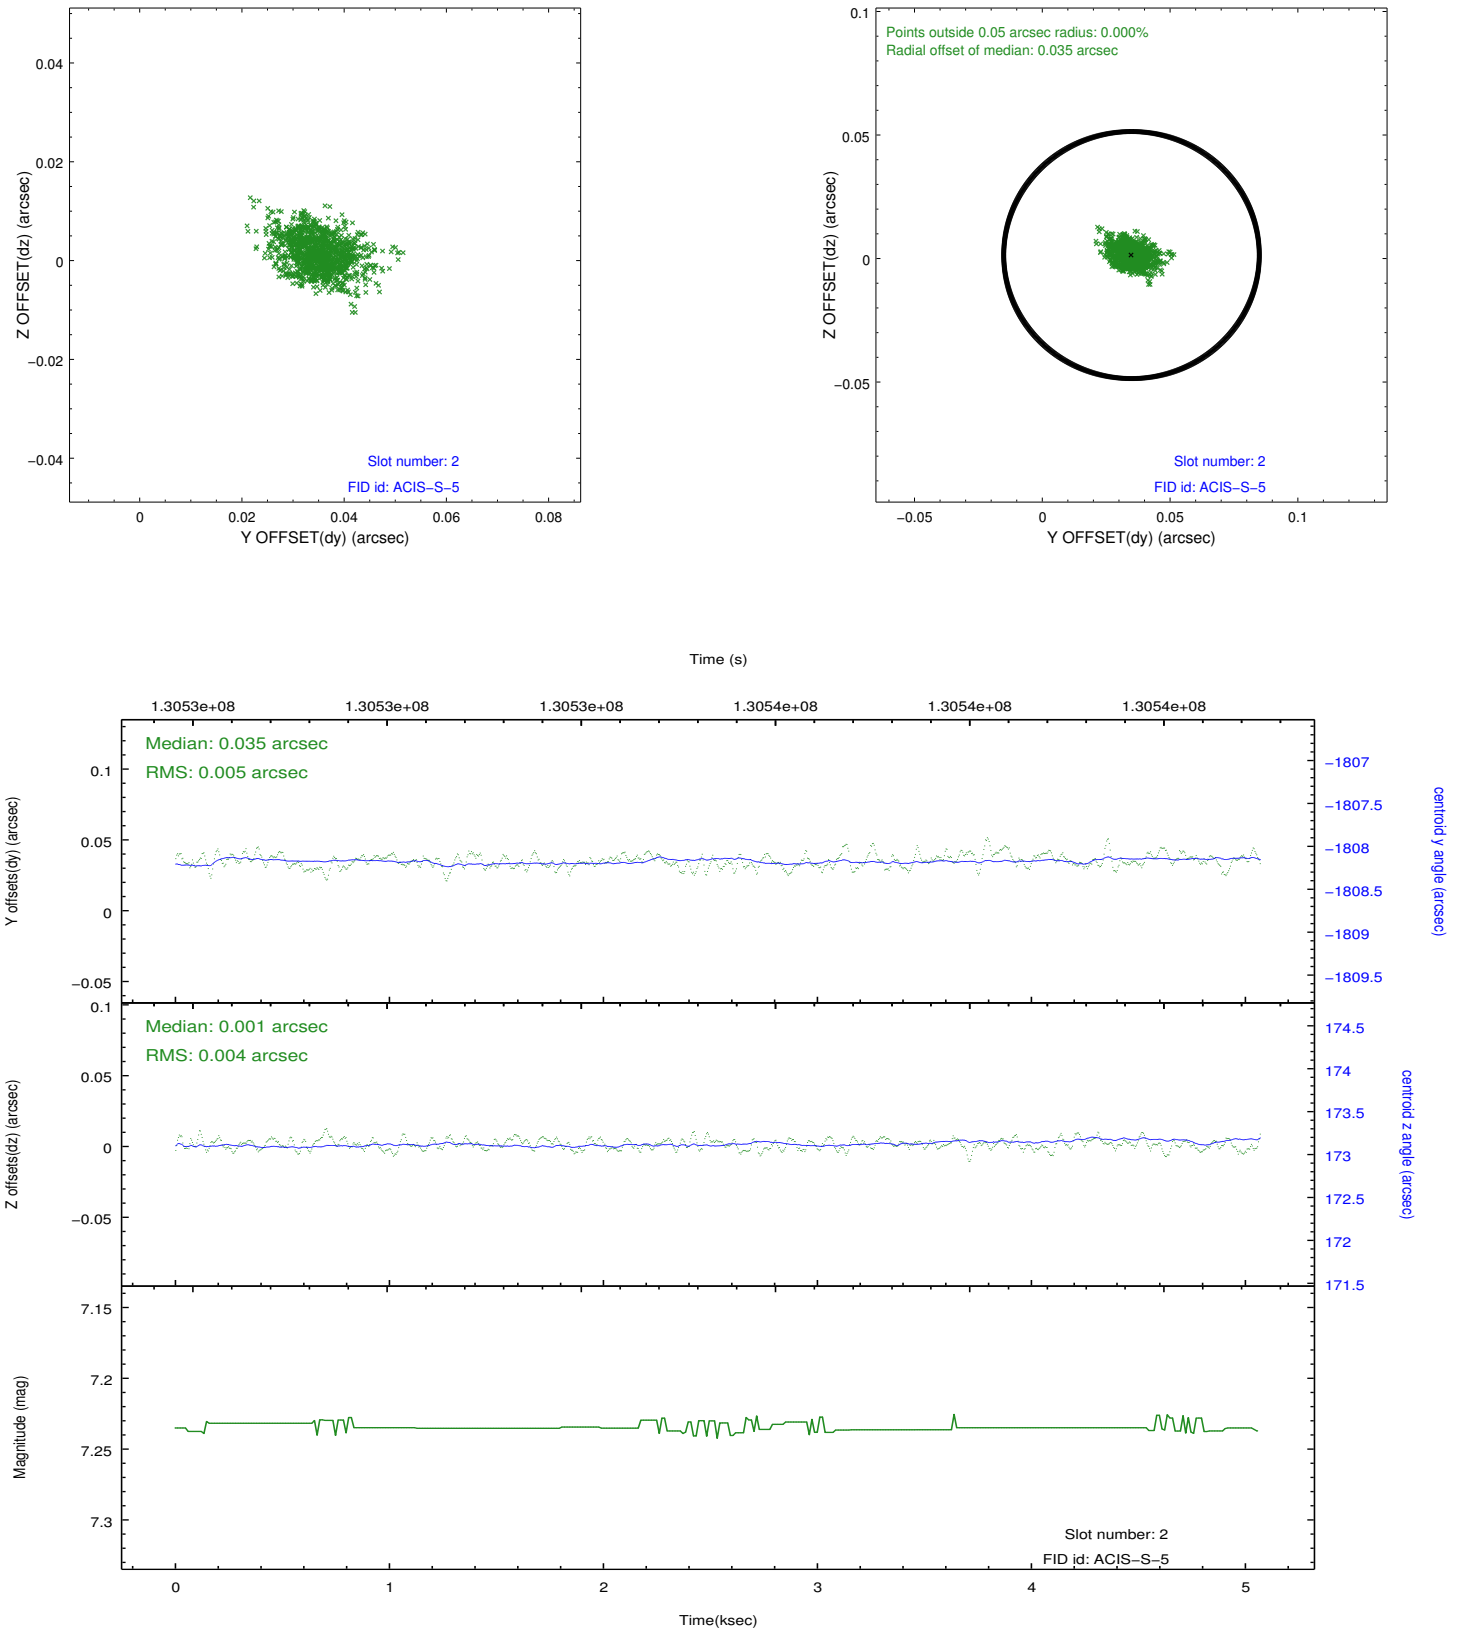 0.04
0.02
0
−0.02
−0.04
Z OFFSET(dz) (arcsec)
Slot number: 2
FID id: ACIS−S−5
0 0.02 0.04 0.06 0.08
Y OFFSET(dy) (arcsec)
Points outside 0.05 arcsec radius: 0.000%
Radial offset of median: 0.035 arcsec
0.1
0.05
0
−0.05
Z OFFSET(dz) (arcsec)
Slot number: 2
FID id: ACIS−S−5
−0.05 0 0.05 0.1
Y OFFSET(dy) (arcsec)
Time (s)
1.3053e+08 1.3053e+08 1.3053e+08 1.3054e+08 1.3054e+08 1.3054e+08
Median: 0.035 arcsec
RMS: 0.005 arcsec
0.1
0.05
0
−0.05
Y offsets(dy) (arcsec)
−1807
−1807.5
−1808
−1808.5
−1809
−1809.5
centroid y angle (arcsec)
Median: 0.001 arcsec
RMS: 0.004 arcsec
0.1
0.05
0
−0.05
Z offsets(dz) (arcsec)
174.5
174
173.5
173
172.5
172
171.5
centroid z angle (arcsec)
7.15
7.2
7.25
7.3
Magnitude (mag)
Slot number: 2
FID id: ACIS−S−5
0 1 2 3 4 5
Time(ksec)